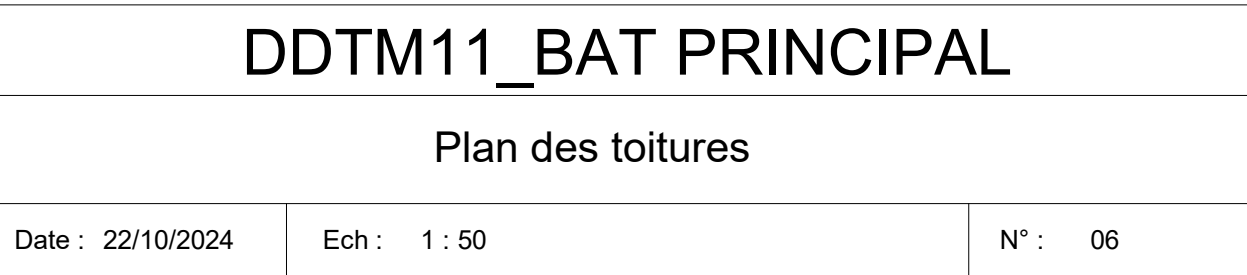 DDTM11_BAT PRINCIPAL
Plan des toitures
Date : 22/10/2024 Ech : 1 : 50 N° : 06